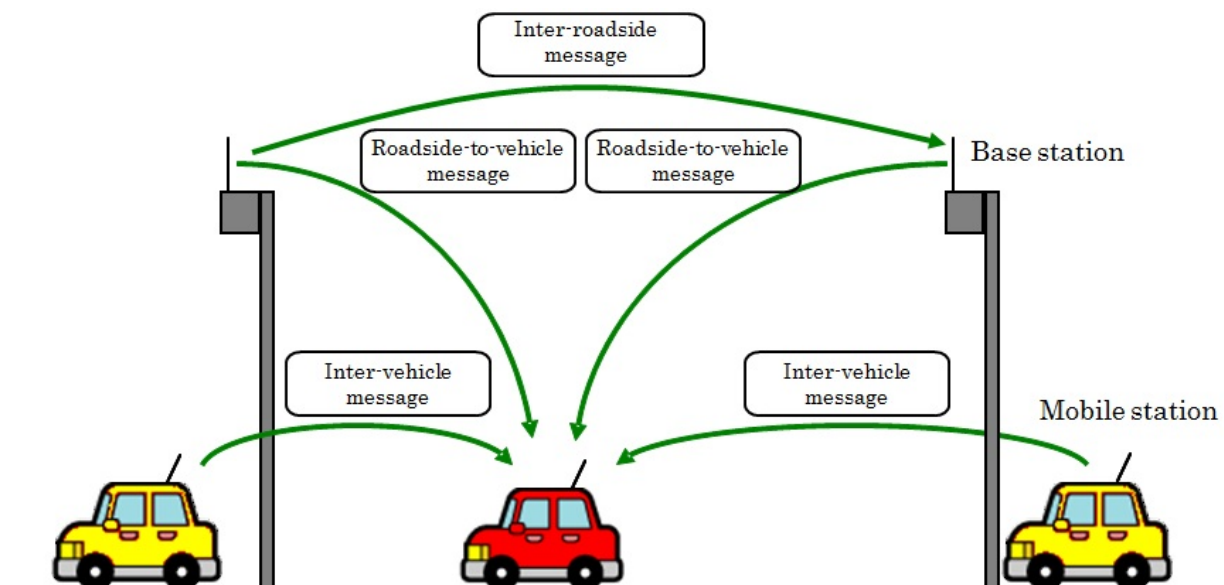 Inter-roadside
message
Roadside-to-vehicle
message
Roadside-to-vehicle
message
Base station
Inter-vehicle
message
Inter-vehicle
message
Mobile station